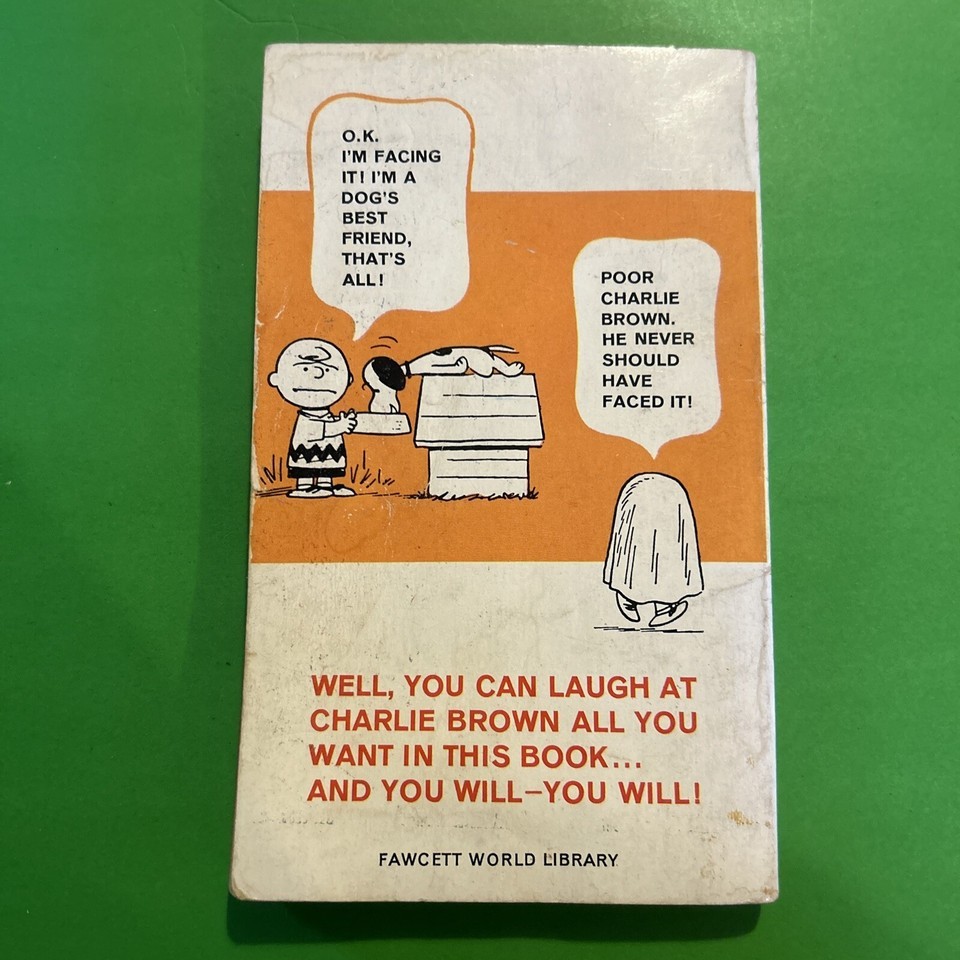 O.K.
I'M FACING
IT! I'M A
DOG'S
BEST
FRIEND,
THAT'S
ALL!
POOR
CHARLIE
BROWN.
HE NEVER
SHOULD
HAVE
FACED IT!
WELL, YOU CAN LAUGH AT
CHARLIE BROWN ALL YOU
WANT IN THIS BOOK...
AND YOU WILL—YOU WILL!
FAWCETT WORLD LIBRARY